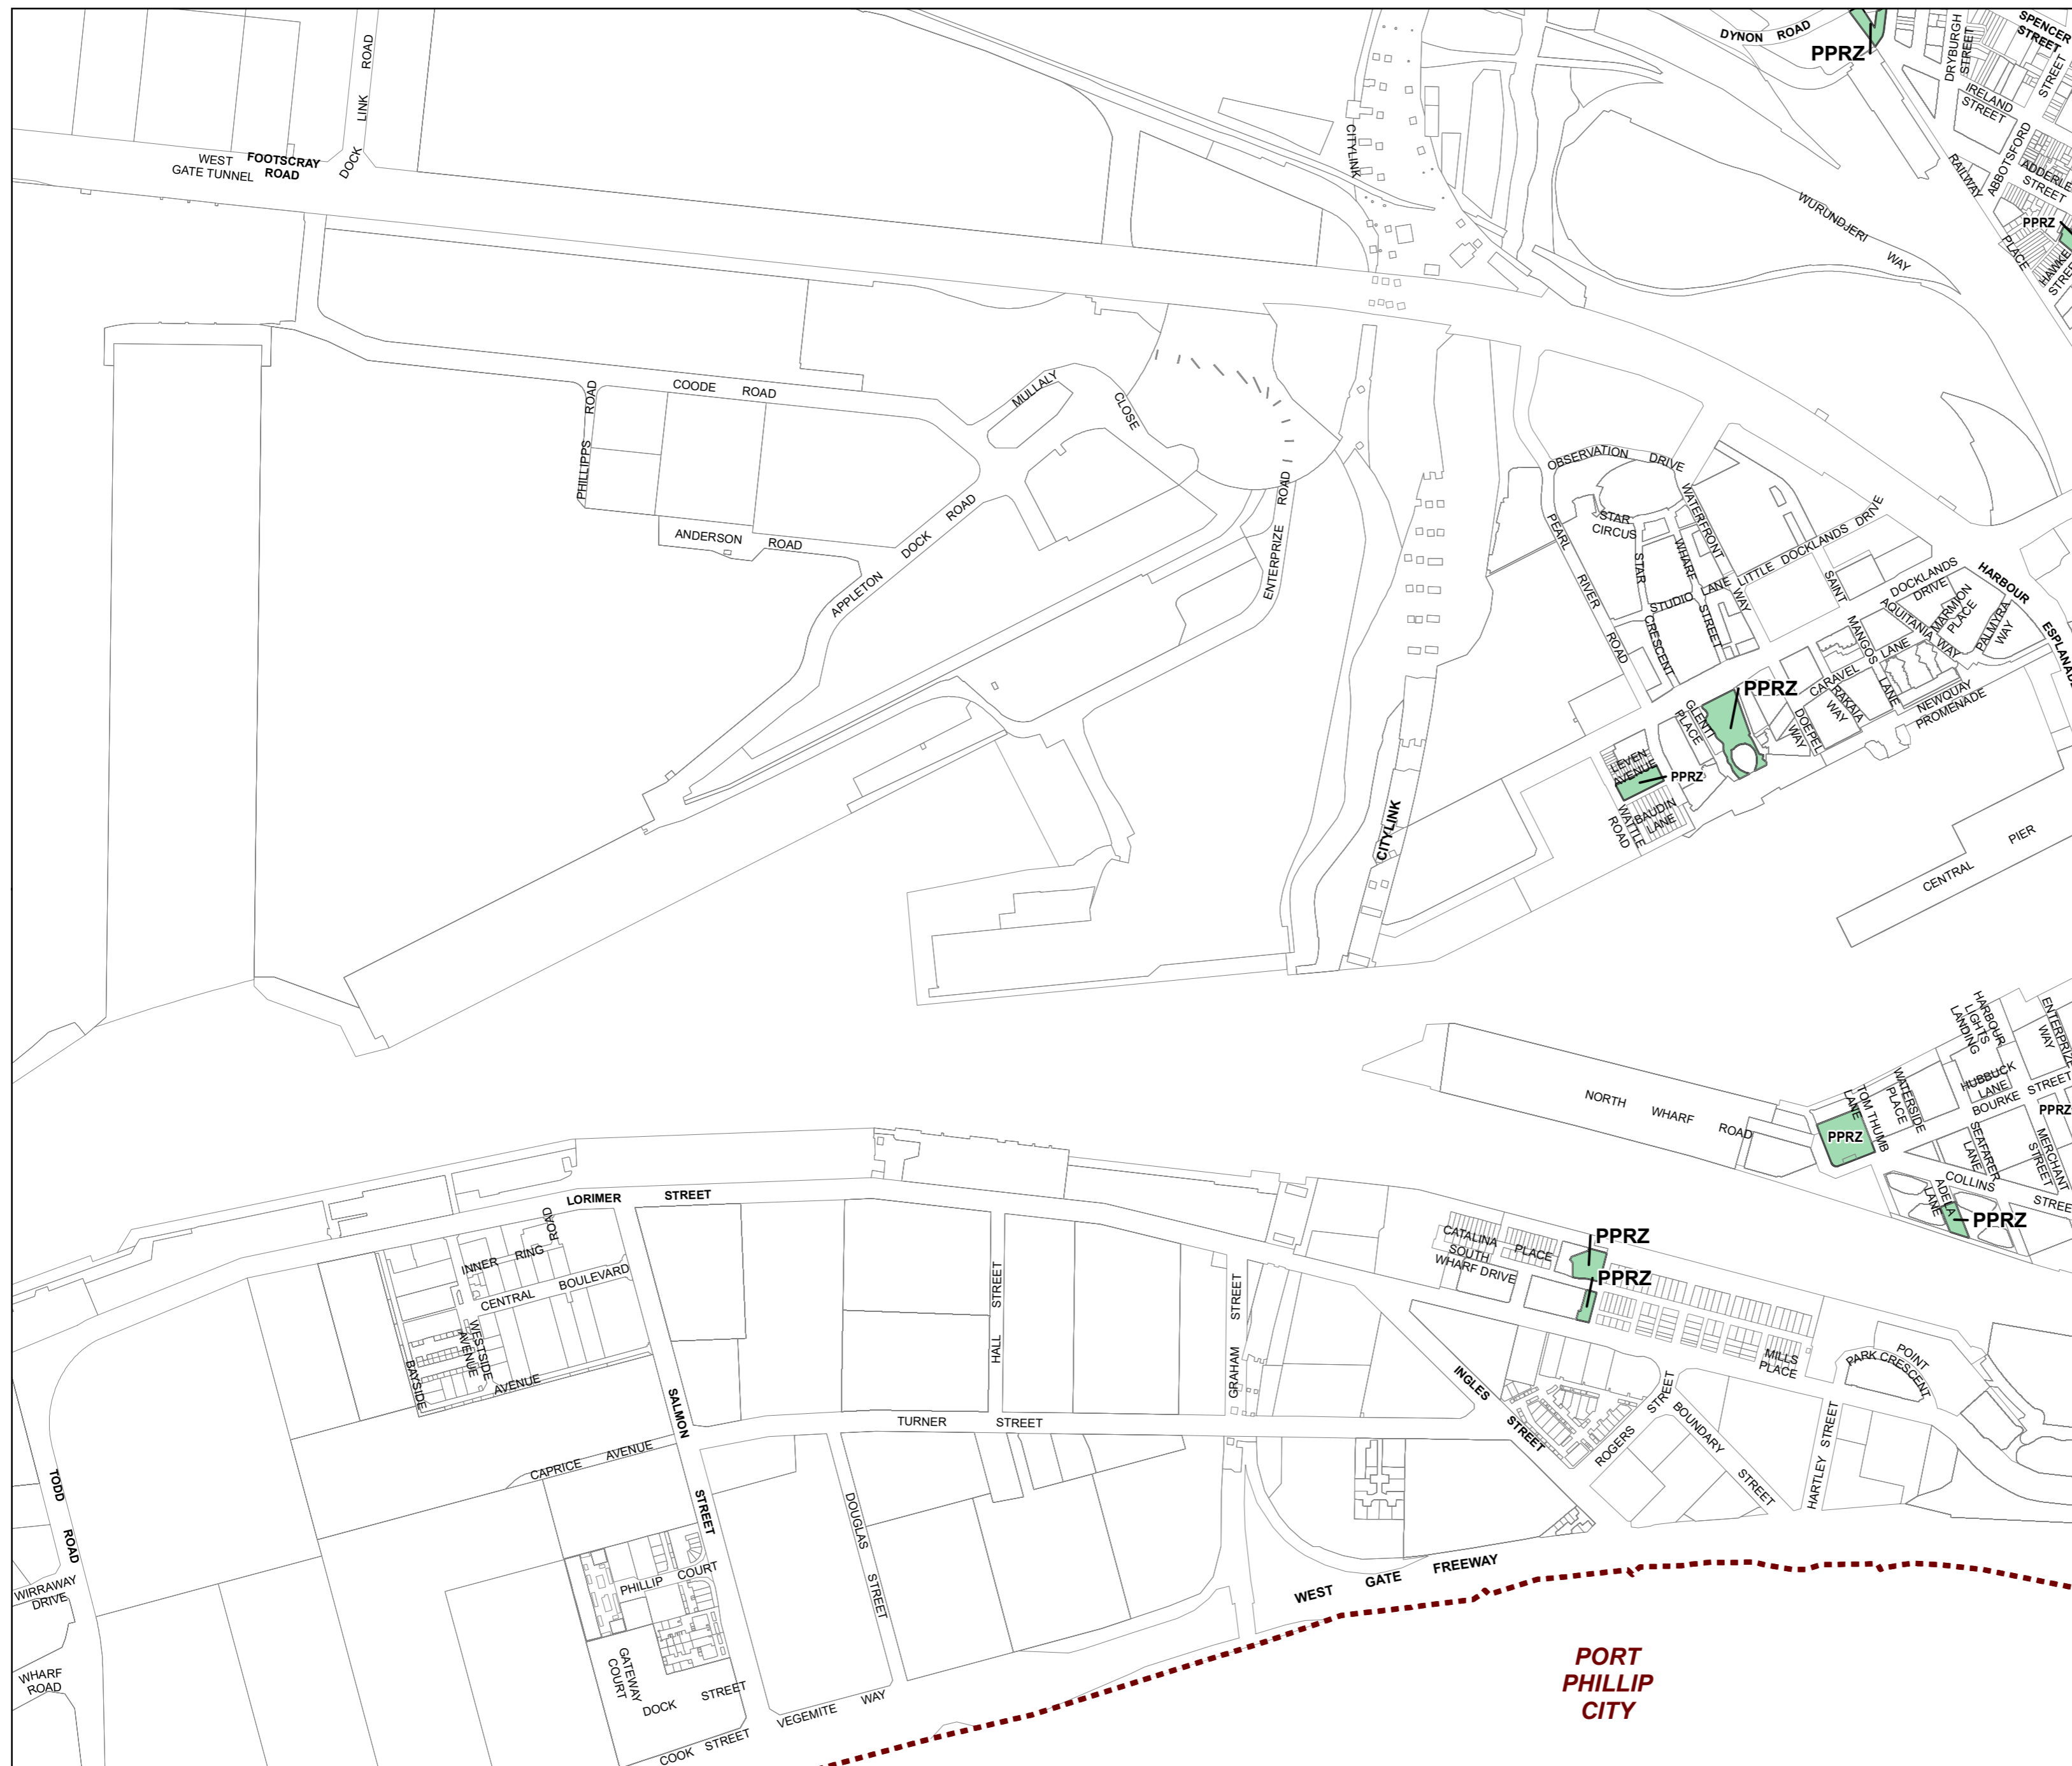 DYNON ROAD
PPRZ
DRYBURGH
STREET
SPENCER
STREET
STREET
IRELAND
STREET
ABBOTSFORD
RAILWAY
PLACE
PPRZ
WURUNDJERI
WAY
CITYLINK
LINK ROAD
DOCK
WEST
GATE TUNNEL
FOOTSCRAY
ROAD
COODE ROAD
PHILLIPPS ROAD
MULLALY
CLOSE
ANDERSON ROAD
APPLETON DOCK ROAD
ENTERPRIZE ROAD
OBSERVATION DRIVE
PEARL RIVER ROAD
STAR
CIRCUS
STAR
CRESCENT
WHARF
STREET
WATERFRONT
WAY
STUDIO LANE
LITTLE DOCKLANDS DRIVE
SAINT
MANGOS
LANE
DOCKLANDS
DRIVE
HARBOUR
ESPLANADE
AQUITANIA WAY
MARMION
PLACE
PALMYRA
WAY
CARAVEL LANE
RAKAIA
WAY
NEWQUAY
PROMENADE
DOEPEL
WAY
PPRZ
GLENTI
PLACE
LEVEN
AVENUE
PPRZ
BAUDIN
LANE
WATTLE
ROAD
CITYLINK
CENTRAL PIER
HARBOUR
LIGHTS
LANDING
ENTERPRIZE
WAY
HUBBUCK
LANE
BOURKE STREET
WATERSIDE
PLACE
TOM THUMB
LANE
PPRZ
PPRZ
NORTH WHARF ROAD
SEAFARER
LANE
MERCHANT
STREET
COLLINS
ADELA
LANE
PPRZ
LORIMER STREET
INNER RING
ROAD
CENTRAL BOULEVARD
WESTSIDE
AVENUE
BAYSIDE
AVENUE
HALL STREET
GRAHAM STREET
CATALINA PLACE
SOUTH
WHARF DRIVE
PPRZ
PPRZ
MILLS
PLACE
POINT
PARK CRESCENT
INGLES
STREET
ROGERS STREET
BOUNDARY
STREET
HARTLEY STREET
SALMON
STREET
TURNER STREET
CAPRICE AVENUE
DOUGLAS
STREET
TODD
ROAD
WIRRAWAY
DRIVE
PHILLIP COURT
GATEWAY
COURT
WHARF
ROAD
DOCK STREET
COOK STREET
VEGEMITE WAY
WEST GATE FREEWAY
PORT
PHILLIP
CITY